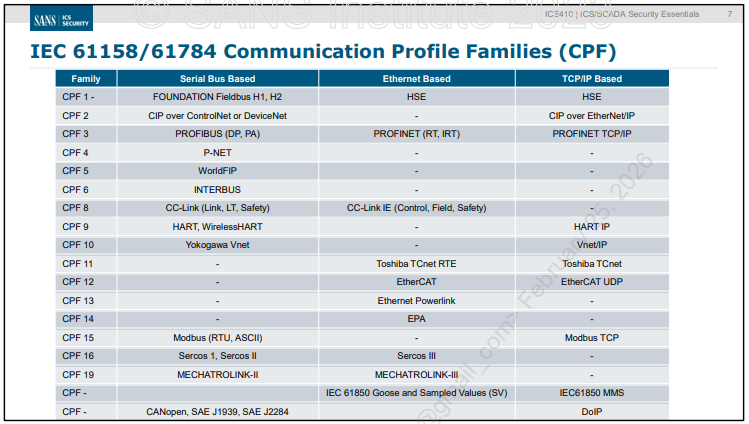 © SANS Institute 2026
SANS ICS SECURITY
ICS410 | ICS/SCADA Security Essentials 7
IEC 61158/61784 Communication Profile Families (CPF)
Family Serial Bus Based Ethernet Based TCP/IP Based
CPF 1 - FOUNDATION Fieldbus H1, H2 HSE HSE
CPF 2 CIP over ControlNet or DeviceNet - CIP over EtherNet/IP
CPF 3 PROFIBUS (DP, PA) PROFINET (RT, IRT) PROFINET TCP/IP
CPF 4 P-NET - -
CPF 5 WorldFIP - -
CPF 6 INTERBUS - -
CPF 8 CC-Link (Link, LT, Safety) CC-Link IE (Control, Field, Safety) -
CPF 9 HART, WirelessHART - HART IP
CPF 10 Yokogawa Vnet - Vnet/IP
CPF 11 - Toshiba TCnet RTE Toshiba TCnet
CPF 12 - EtherCAT EtherCAT UDP
CPF 13 - Ethernet Powerlink -
CPF 14 - EPA -
CPF 15 Modbus (RTU, ASCII) - Modbus TCP
CPF 16 Sercos 1, Sercos II Sercos III -
CPF 19 MECHATROLINK-II MECHATROLINK-III -
CPF - IEC 61850 Goose and Sampled Values (SV) IEC61850 MMS
CPF - CANopen, SAE J1939, SAE J2284 DoIP
@gmail_com> February 25, 2026